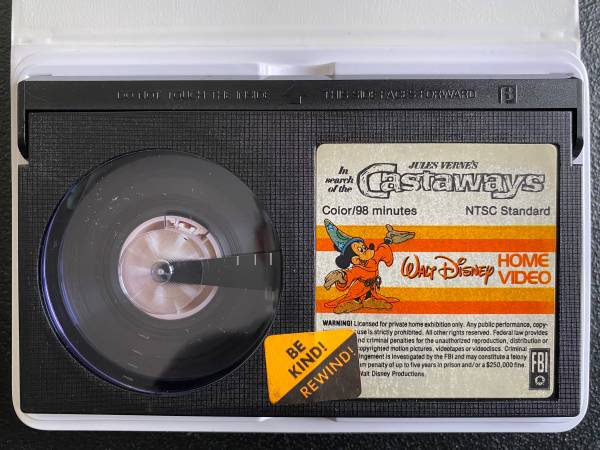 DO NOT TOUCH THE INSIDE
THIS SIDE FACES FORWARD
B
In search of the
JULES VERNE'S
Castaways
Color/98 minutes NTSC Standard
WALT DISNEY
HOME VIDEO
WARNING! Licensed for private home exhibition only. Any public performance, copy-
use is strictly prohibited. All other rights reserved. Federal law provides
and criminal penalties for the unauthorized reproduction, distribution or
copyrighted motion pictures, videotapes or videodiscs. Criminal
ingement is investigated by the FBI and may constitute a felony
um penalty of up to five years in prison and/or a $250,000 fine.
Walt Disney Productions.
FBI
BE KIND!
REWIND!